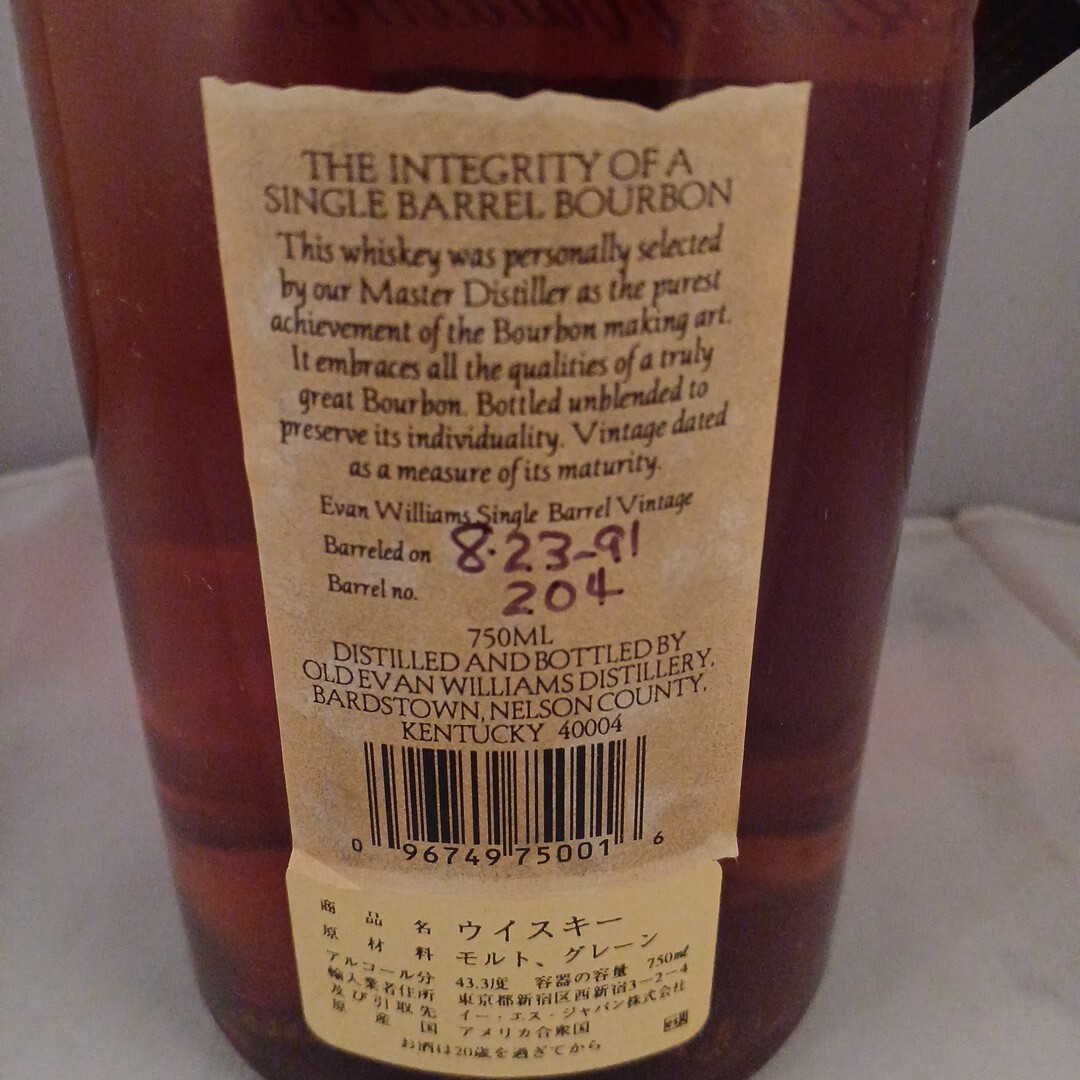 THE INTEGRITY OF A
SINGLE BARREL BOURBON
This whiskey was personally selected
by our Master Distiller as the purest
achievement of the Bourbon making art.
It embraces all the qualities of a truly
great Bourbon. Bottled unblended to
preserve its individuality. Vintage dated
as a measure of its maturity.
Evan Williams Single Barrel Vintage
Barreled on 8-23-91
Barrel no. 204
750ML
DISTILLED AND BOTTLED BY
OLD EVAN WILLIAMS DISTILLERY,
BARDSTOWN, NELSON COUNTY,
KENTUCKY 40004
0 96749 75001 6
商品名 ウイスキー
原材料 モルト、グレーン
アルコール分 43.3度 容器の容量 750ml
輸入業者住所 東京都新宿区西新宿3-2-4
及び引取先 イー・エス・ジャパン株式会社
原産国 アメリカ合衆国
お酒は20歳を過ぎてから